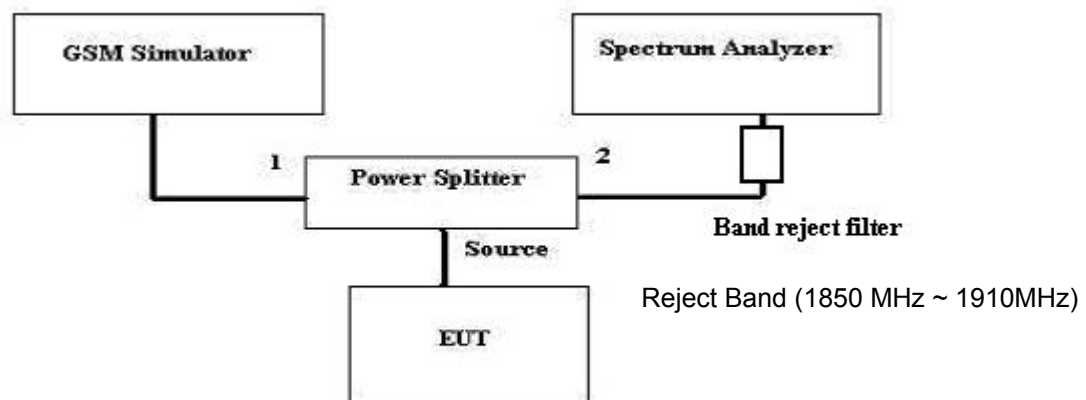 GSM Simulator
Spectrum Analyzer
1
Power Splitter
2
Band reject filter
Source
Reject Band (1850 MHz ~ 1910MHz)
EUT